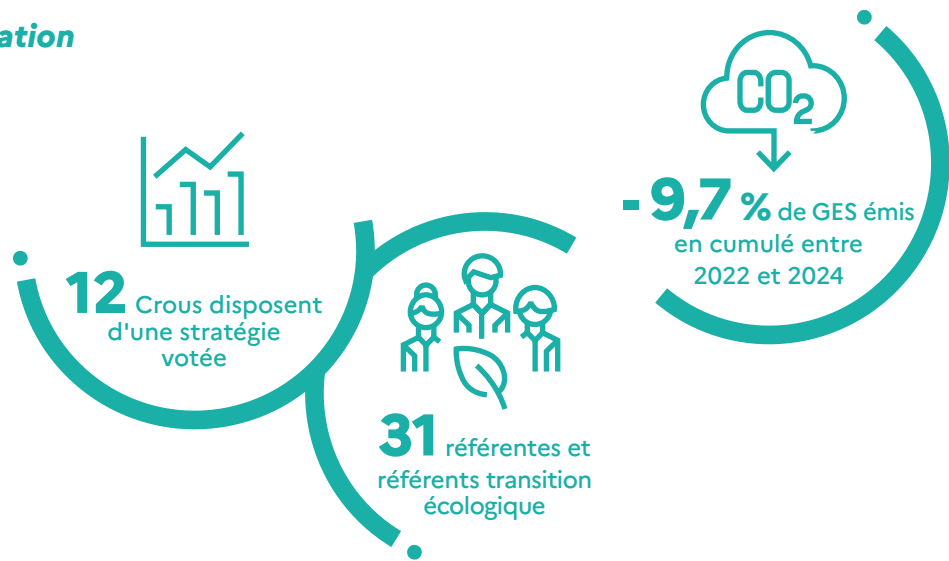 ation
CO2
- 9,7 % de GES émis
en cumulé entre
2022 et 2024
12 Crous disposent
d'une stratégie
votée
31 référentes et
référents transition
écologique